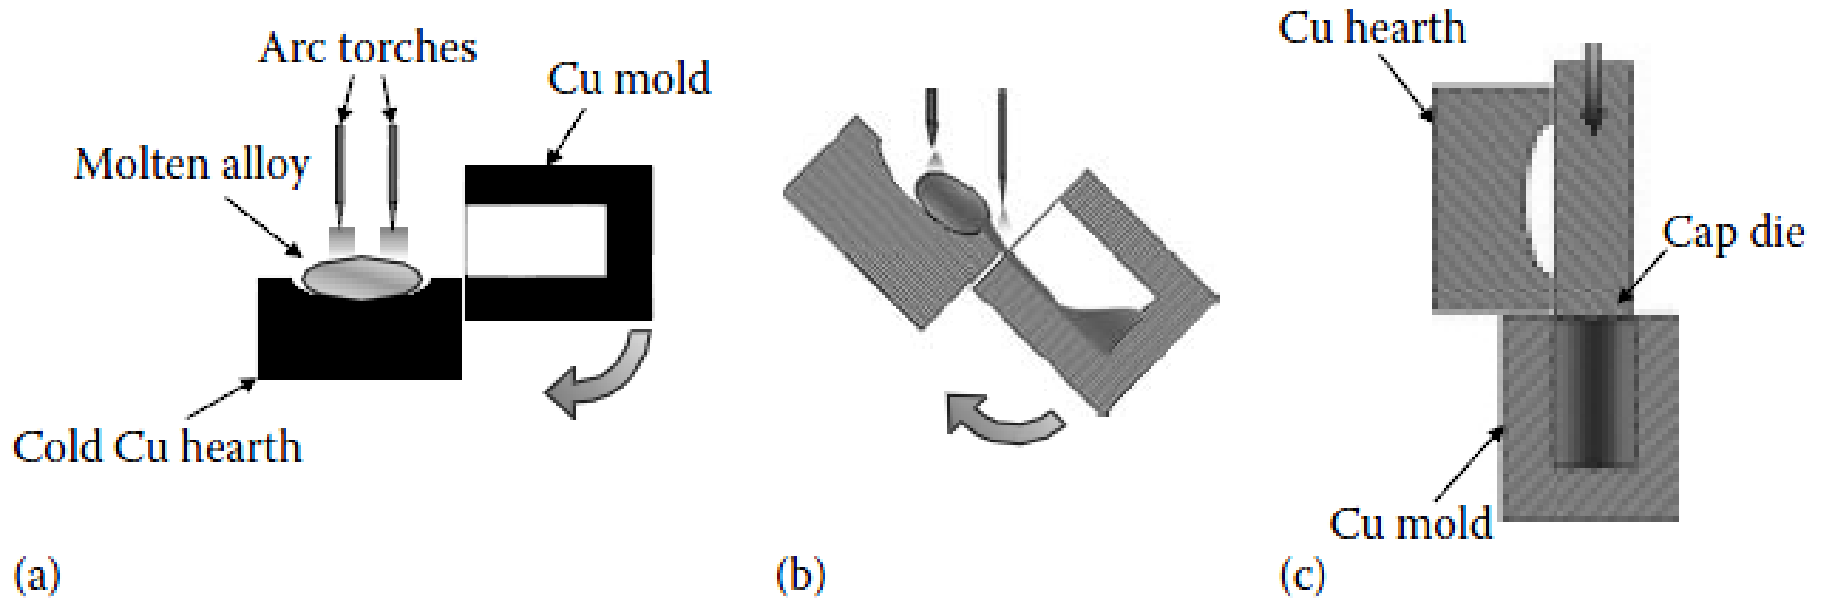 Arc torches
Cu mold
Molten alloy
Cold Cu hearth
(a)
(b)
Cu hearth
Cap die
Cu mold
(c)